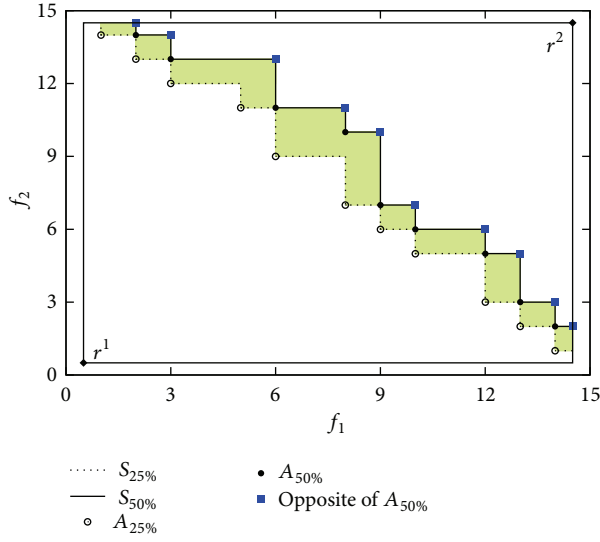 15
12
9
6
3
0
f₂
r²
r¹
0 3 6 9 12 15
f₁
S₂₅%
S₅₀%
A₂₅%
A₅₀%
Opposite of A₅₀%